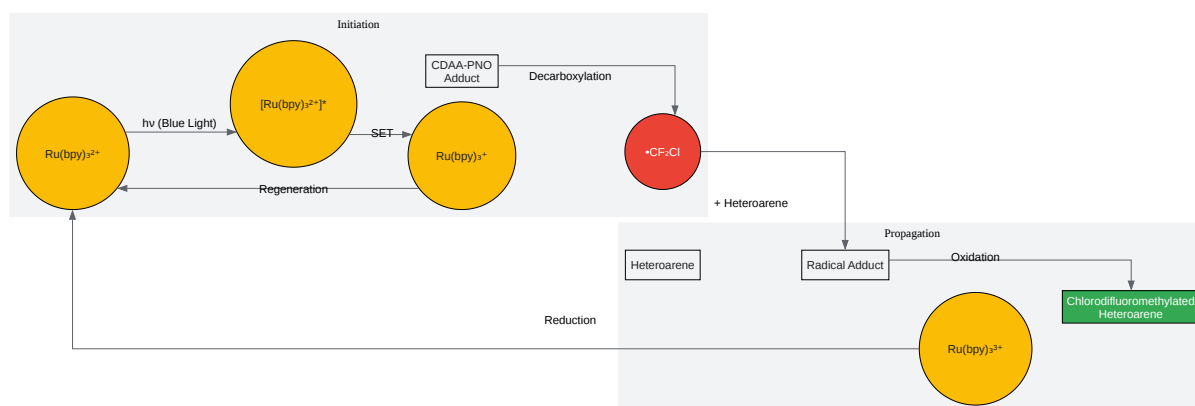 Initiation
CDAA-PNO
Adduct
Decarboxylation
[Ru(bpy)₃²⁺]*
hν (Blue Light)
SET
Ru(bpy)₃²⁺
Ru(bpy)₃⁺
•CF₂Cl
Regeneration
+ Heteroarene
Propagation
Heteroarene
Radical Adduct
Oxidation
Chlorodifluoromethylated
Heteroarene
Reduction
Ru(bpy)₃³⁺